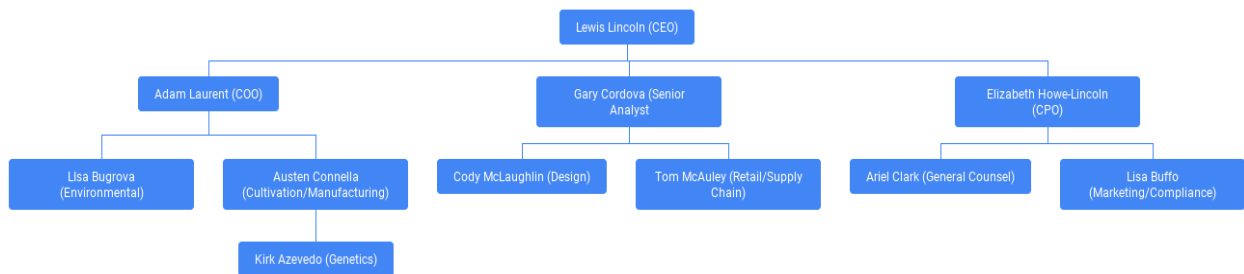 Lewis Lincoln (CEO)
Adam Laurent (COO)
Gary Cordova (Senior
Analyst
Elizabeth Howe-Lincoln
(CPO)
LIsa Bugrova
(Environmental)
Austen Connella
(Cultivation/Manufacturing)
Cody McLaughlin (Design)
Tom McAuley (Retail/Supply
Chain)
Ariel Clark (General Counsel)
Lisa Buffo
(Marketing/Compliance)
Kirk Azevedo (Genetics)